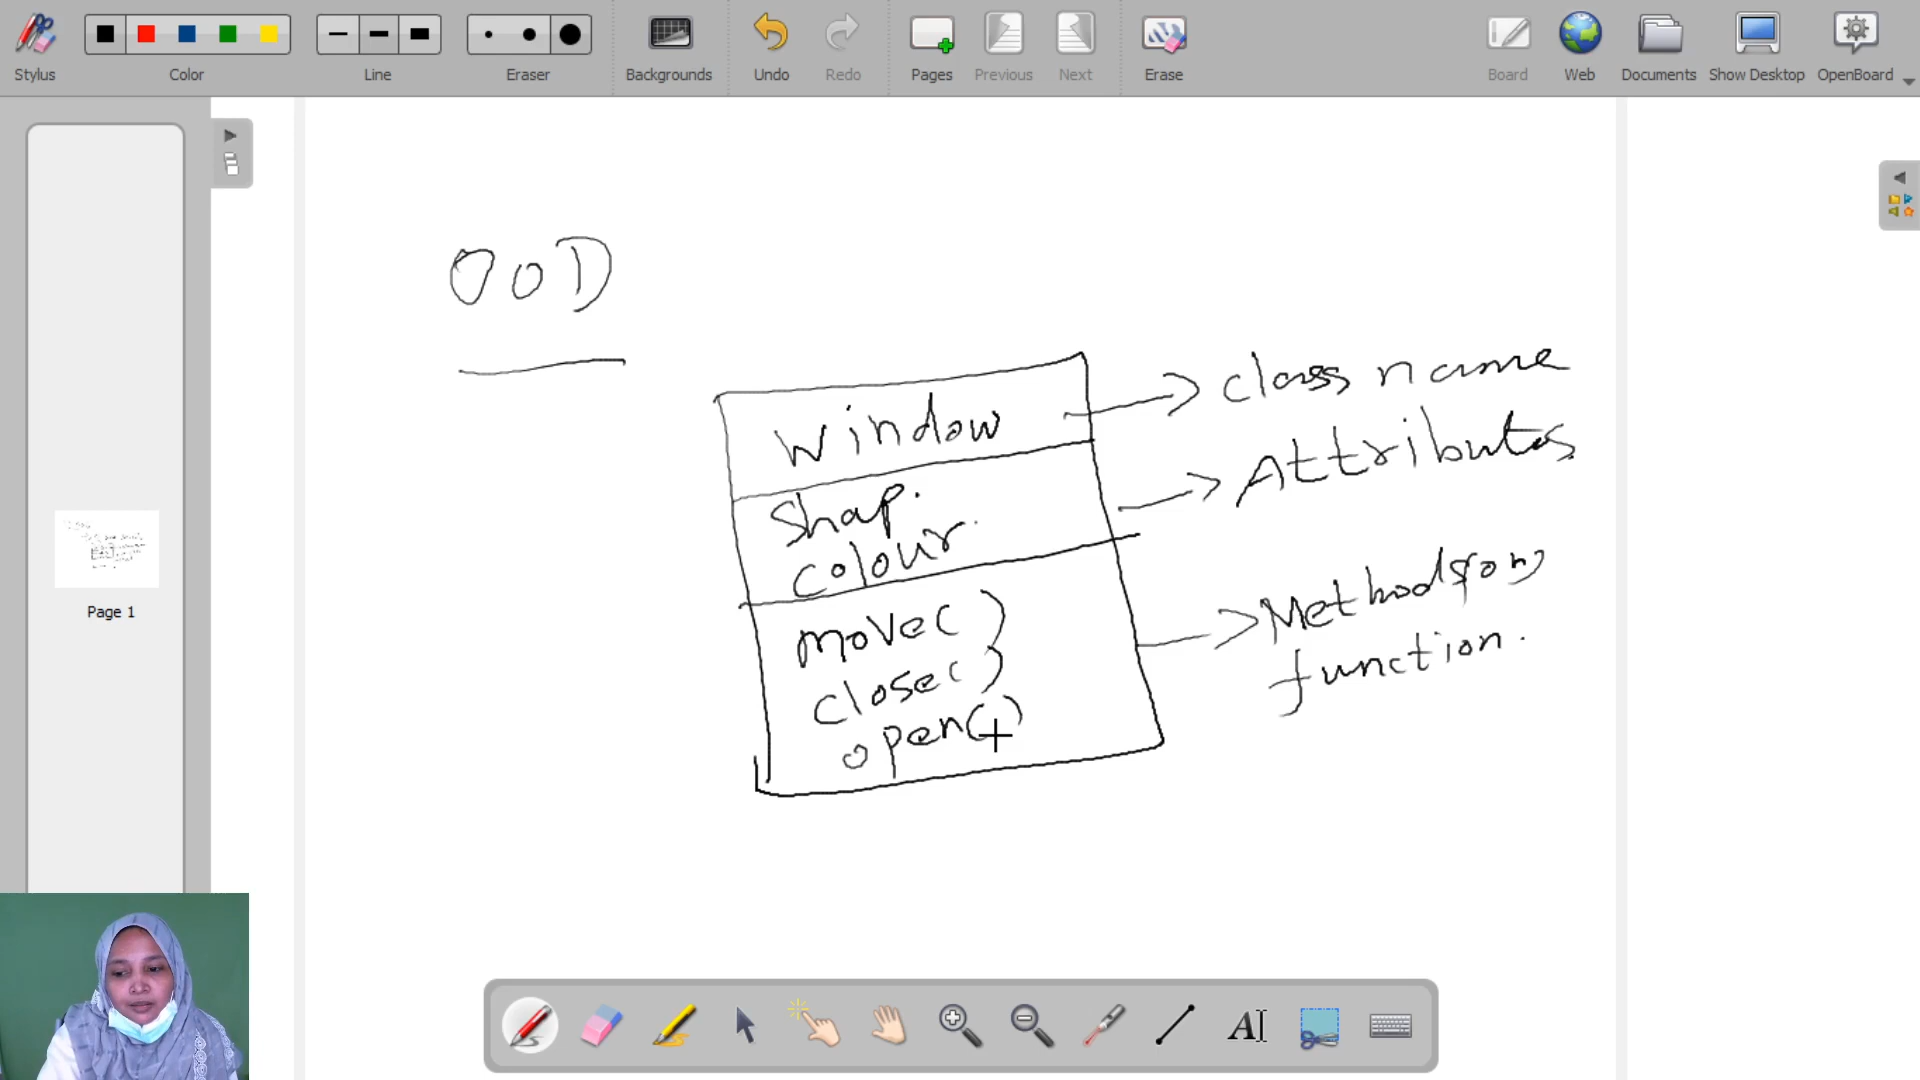 Stylus
Color
Line
Eraser
Backgrounds
Undo
Redo
Pages
Previous
Next
Erase
Board
Web
Documents
Show Desktop
OpenBoard
Page 1
OOD
window
shap.
colour.
move()
close()
open()
class name
Attributes
Methods(or)
function.
A